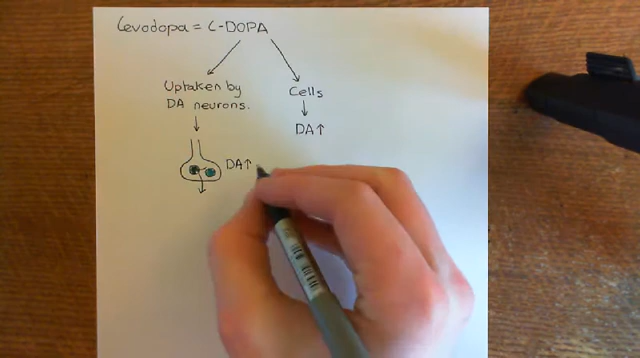 Levodopa = L-DOPA
Uptaken by
DA neurons.
Cells
DA↑
DA↑